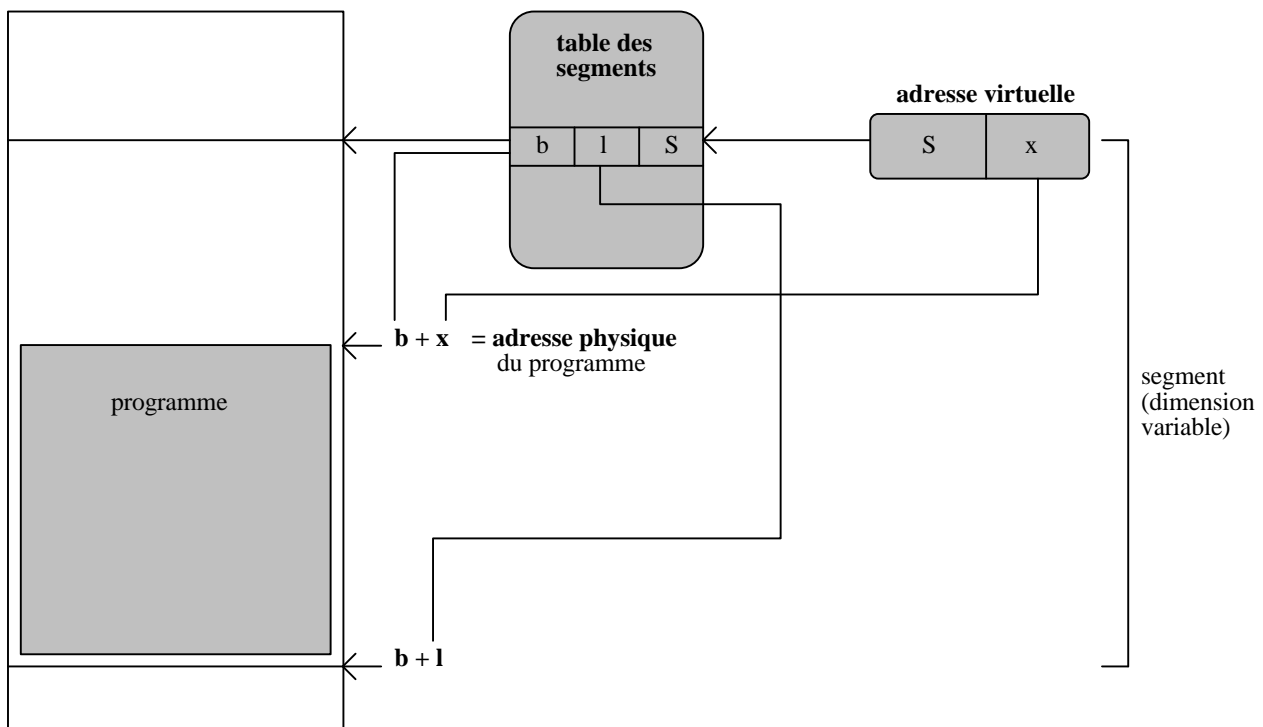 table des
segments
adresse virtuelle
b l S
S x
b + x = adresse physique
du programme
programme
segment
(dimension
variable)
b + l